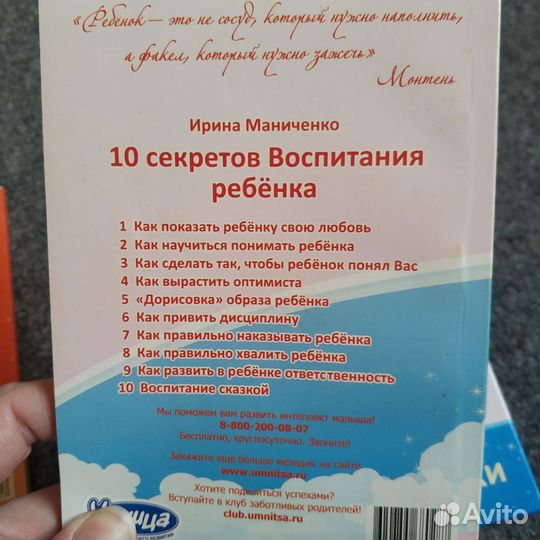 «Ребенок — это не сосуд, который нужно наполнить,
а факел, который нужно зажечь»
Монтень
Ирина Маниченко
10 секретов Воспитания
ребёнка
1 Как показать ребёнку свою любовь
2 Как научиться понимать ребёнка
3 Как сделать так, чтобы ребёнок понял Вас
4 Как вырастить оптимиста
5 «Дорисовка» образа ребёнка
6 Как привить дисциплину
7 Как правильно наказывать ребёнка
8 Как правильно хвалить ребёнка
9 Как развить в ребёнке ответственность
10 Воспитание сказкой
Мы поможем вам развить интеллект малыша!
8-800-200-08-07
Бесплатно, круглосуточно. Звоните!
Закажите ещё больше методик на сайте
www.umnitsa.ru
Хотите поделиться успехами?
Вступайте в клуб заботливых родителей!
club.umnitsa.ru
Avito